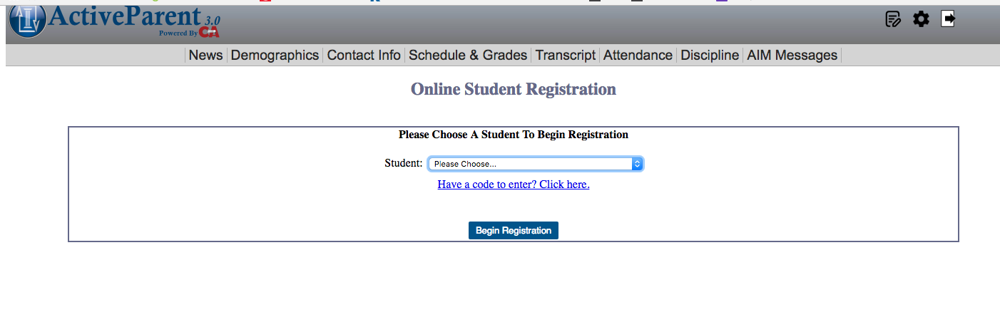 ActiveParent 3.0
Powered By CA
News Demographics Contact Info Schedule & Grades Transcript Attendance Discipline AIM Messages
Online Student Registration
Please Choose A Student To Begin Registration
Student: Please Choose...
Have a code to enter? Click here.
Begin Registration